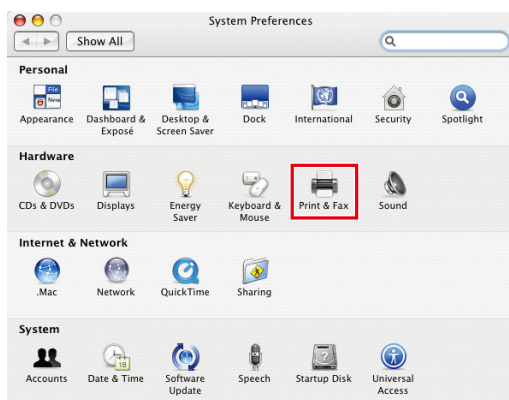 System Preferences
Show All
Personal
File
New
Appearance
Dashboard &
Exposé
Desktop &
Screen Saver
Dock
International
Security
Spotlight
Hardware
CDs & DVDs
Displays
Energy
Saver
Keyboard &
Mouse
Print & Fax
Sound
Internet & Network
.Mac
Network
QuickTime
Sharing
System
18
Accounts
Date & Time
Software
Update
Speech
Startup Disk
Universal
Access